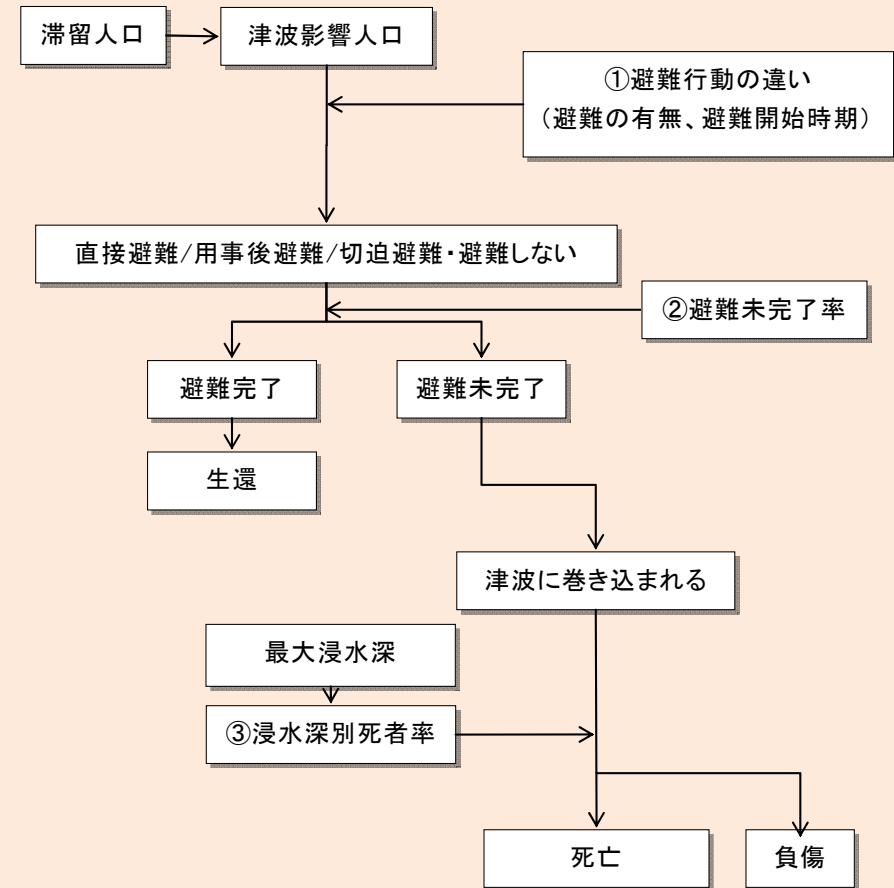 滞留人口
津波影響人口
①避難行動の違い
（避難の有無、避難開始時期）
直接避難/用事後避難/切迫避難・避難しない
②避難未完了率
避難完了
避難未完了
生還
津波に巻き込まれる
最大浸水深
③浸水深別死者率
死亡
負傷